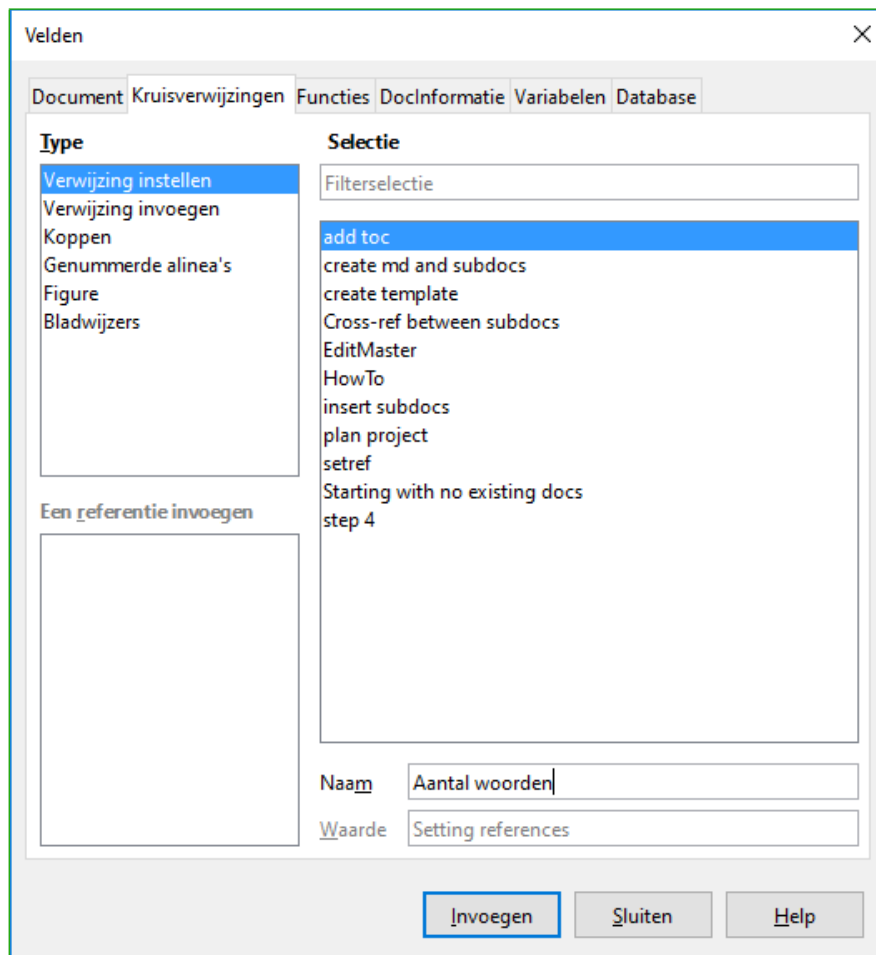 Velden
Document Kruisverwijzingen Functies DocInformatie Variabelen Database
Type
Verwijzing instellen
Verwijzing invoegen
Koppen
Genummerde alinea's
Figure
Bladwijzers
Een referentie invoegen
Selectie
Filterselectie
add toc
create md and subdocs
create template
Cross-ref between subdocs
EditMaster
HowTo
insert subdocs
plan project
setref
Starting with no existing docs
step 4
Naam Aantal woorden
Waarde Setting references
Invoegen Sluiten Help